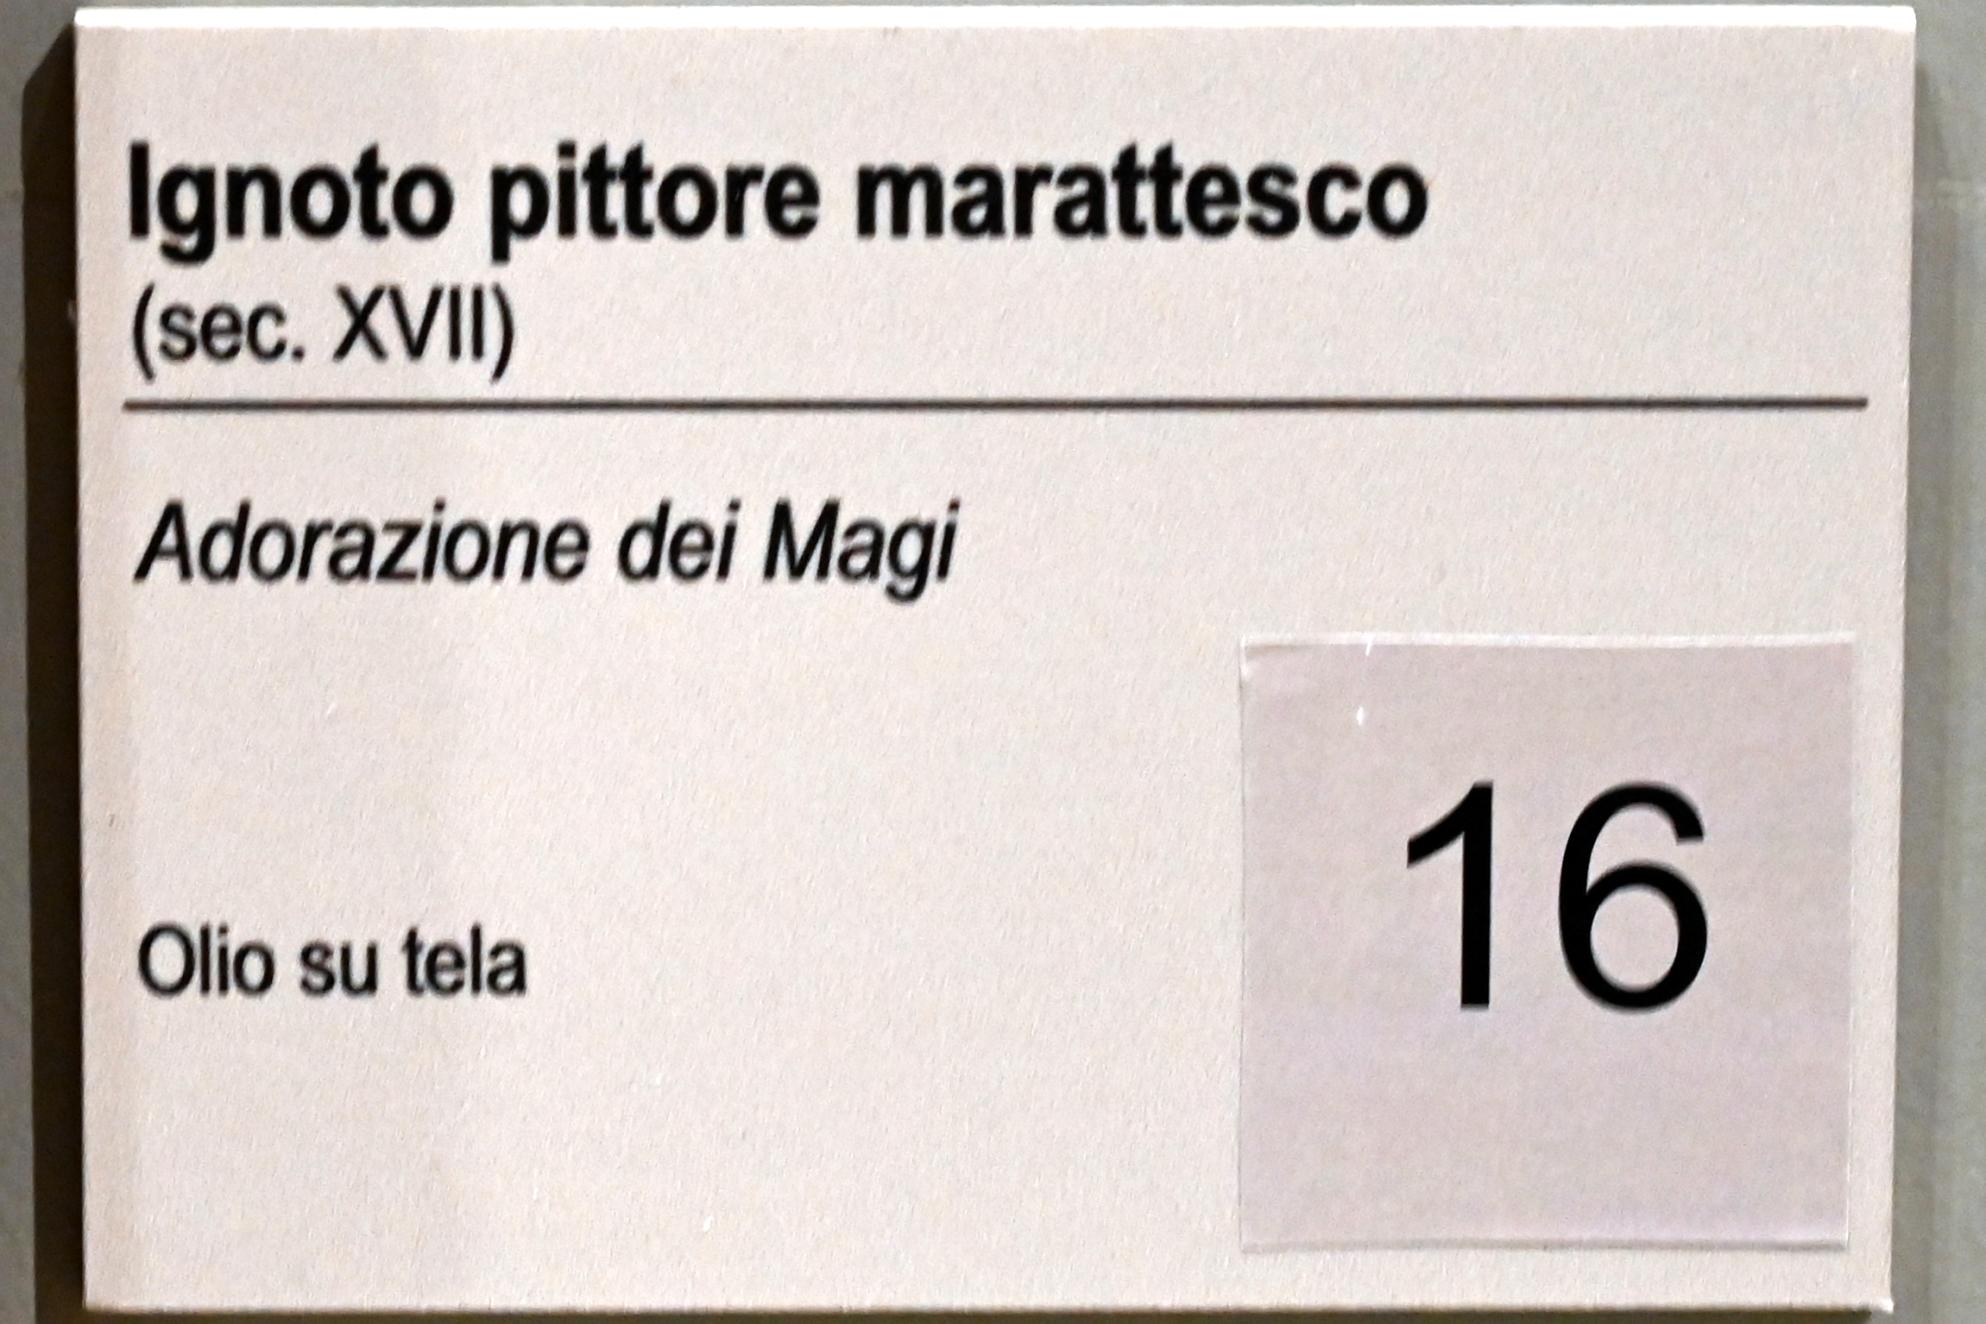 Ignoto pittore marattesco
(sec. XVII)
Adorazione dei Magi
Olio su tela
16